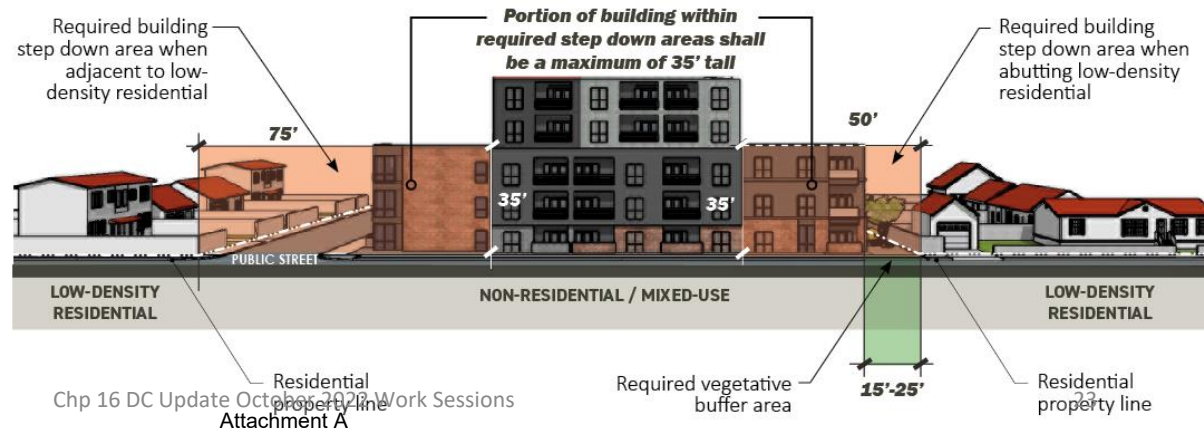 Required building
step down area when
adjacent to low-
density residential
Portion of building within
required step down areas shall
be a maximum of 35' tall
Required building
step down area when
abutting low-density
residential
75'
50'
35'
35'
PUBLIC STREET
LOW-DENSITY
RESIDENTIAL
NON-RESIDENTIAL / MIXED-USE
LOW-DENSITY
RESIDENTIAL
Residential
property line
Required vegetative
buffer area
15'-25'
Residential
property line
Chp 16 DC Update October 2022 Work Sessions
23
Attachment A